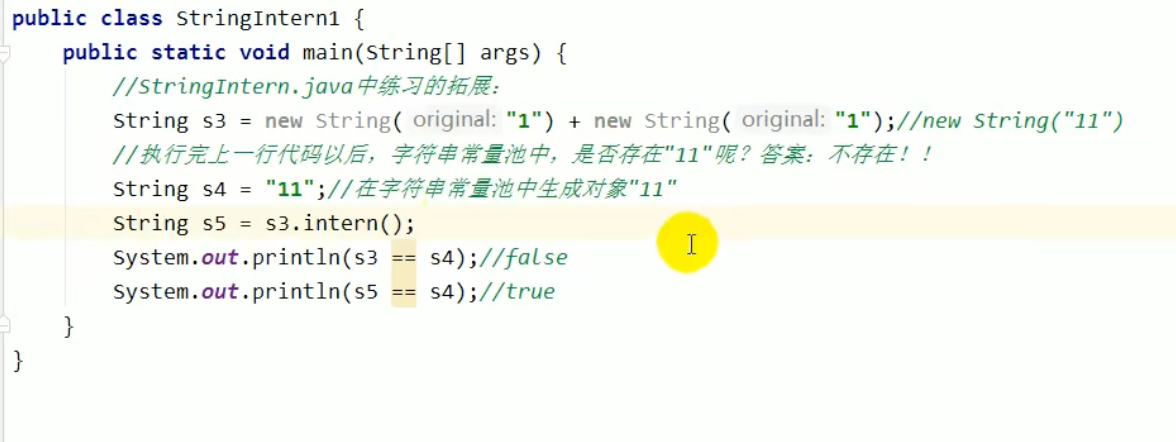 public class StringIntern1 {
public static void main(String[] args) {
//StringIntern.java中练习的拓展：
String s3 = new String( original: "1") + new String( original: "1");//new String("11")
//执行完上一行代码以后，字符串常量池中，是否存在"11"呢？答案：不存在！！
String s4 = "11";//在字符串常量池中生成对象"11"
String s5 = s3.intern();
System.out.println(s3 == s4);//false
System.out.println(s5 == s4);//true
}
}